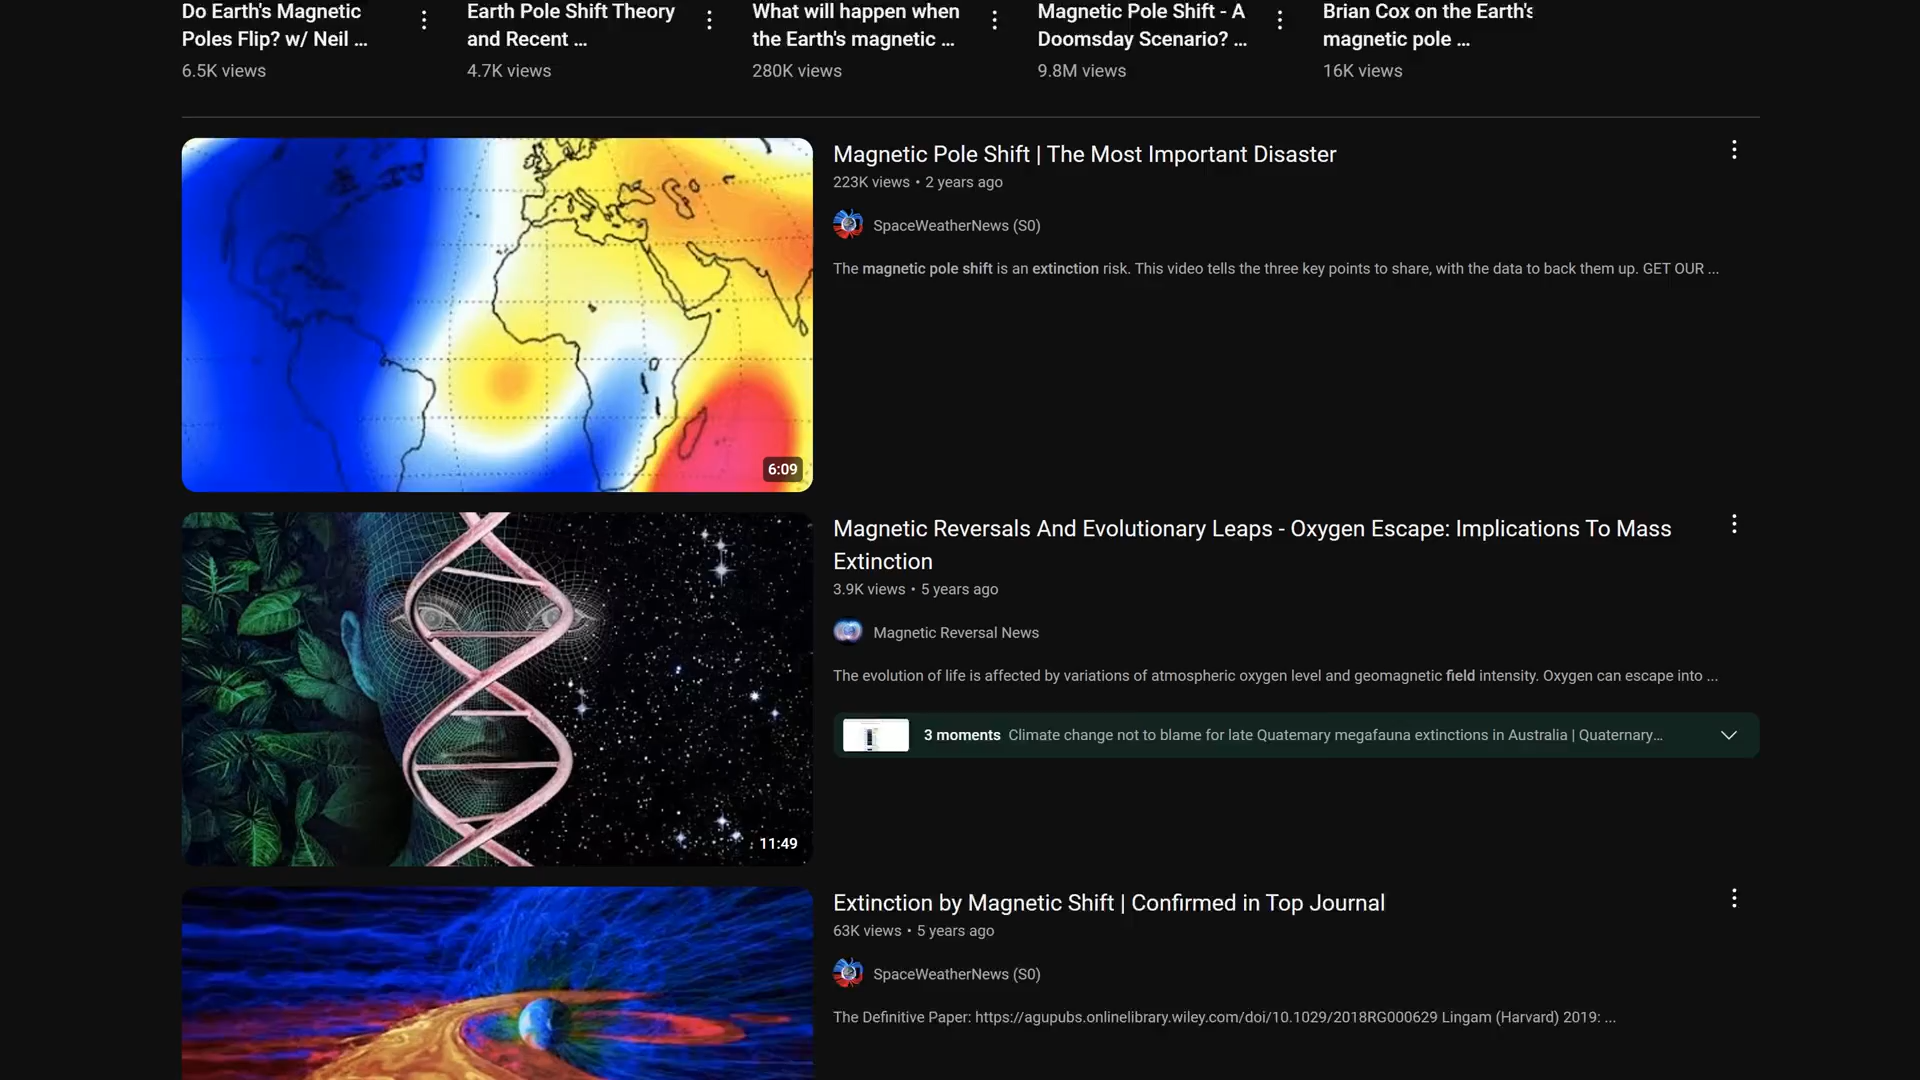 Do Earth's Magnetic
Poles Flip? w/ Neil ...
6.5K views
Earth Pole Shift Theory
and Recent ...
4.7K views
What will happen when
the Earth's magnetic ...
280K views
Magnetic Pole Shift - A
Doomsday Scenario? ...
9.8M views
Brian Cox on the Earth's
magnetic pole ...
16K views
6:09
Magnetic Pole Shift | The Most Important Disaster
223K views • 2 years ago
SpaceWeatherNews (S0)
The magnetic pole shift is an extinction risk. This video tells the three key points to share, with the data to back them up. GET OUR ...
11:49
Magnetic Reversals And Evolutionary Leaps - Oxygen Escape: Implications To Mass
Extinction
3.9K views • 5 years ago
Magnetic Reversal News
The evolution of life is affected by variations of atmospheric oxygen level and geomagnetic field intensity. Oxygen can escape into ...
3 moments Climate change not to blame for late Quatemary megafauna extinctions in Australia | Quaternary...
Extinction by Magnetic Shift | Confirmed in Top Journal
63K views • 5 years ago
SpaceWeatherNews (S0)
The Definitive Paper: https://agupubs.onlinelibrary.wiley.com/doi/10.1029/2018RG000629 Lingam (Harvard) 2019: ...